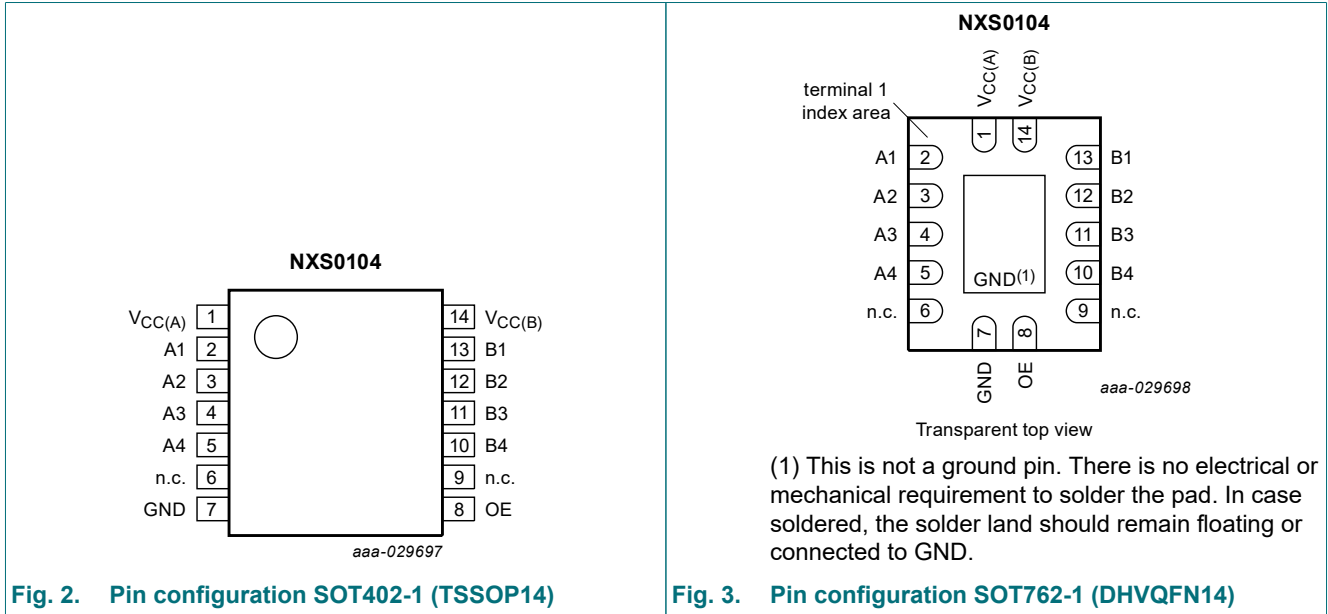 NXS0104
VCC(A) 1
A1 2
A2 3
A3 4
A4 5
n.c. 6
GND 7
14 VCC(B)
13 B1
12 B2
11 B3
10 B4
9 n.c.
8 OE
aaa-029697
Fig. 2. Pin configuration SOT402-1 (TSSOP14)
NXS0104
terminal 1
index area
VCC(A)
VCC(B)
1
14
A1 2
A2 3
A3 4
A4 5
n.c. 6
13 B1
12 B2
11 B3
10 B4
9 n.c.
GND(1)
7
8
GND
OE
aaa-029698
Transparent top view
(1) This is not a ground pin. There is no electrical or
mechanical requirement to solder the pad. In case
soldered, the solder land should remain floating or
connected to GND.
Fig. 3. Pin configuration SOT762-1 (DHVQFN14)